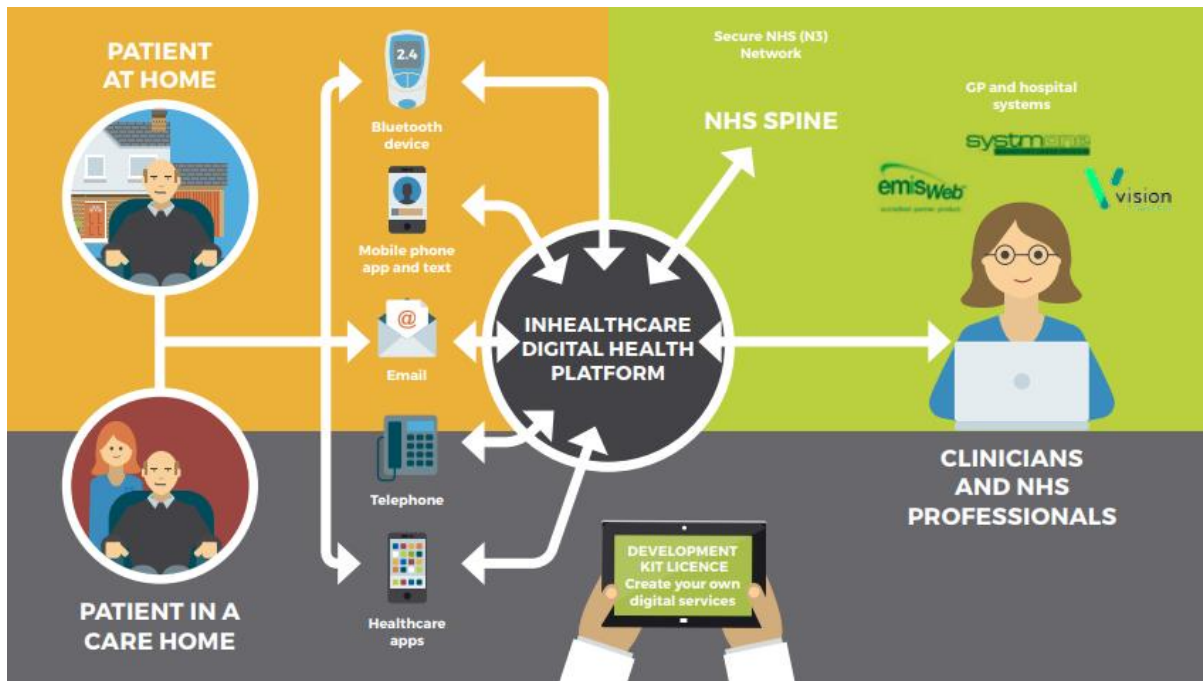 PATIENT
AT HOME
2.4
Bluetooth
device
Mobile phone
app and text
@
Email
Telephone
Healthcare
apps
PATIENT IN A
CARE HOME
INHEALTHCARE
DIGITAL HEALTH
PLATFORM
Secure NHS (N3)
Network
NHS SPINE
GP and hospital
systems
systmone
emisWeb
vision
CLINICIANS
AND NHS
PROFESSIONALS
DEVELOPMENT
KIT LICENCE
Create your own
digital services